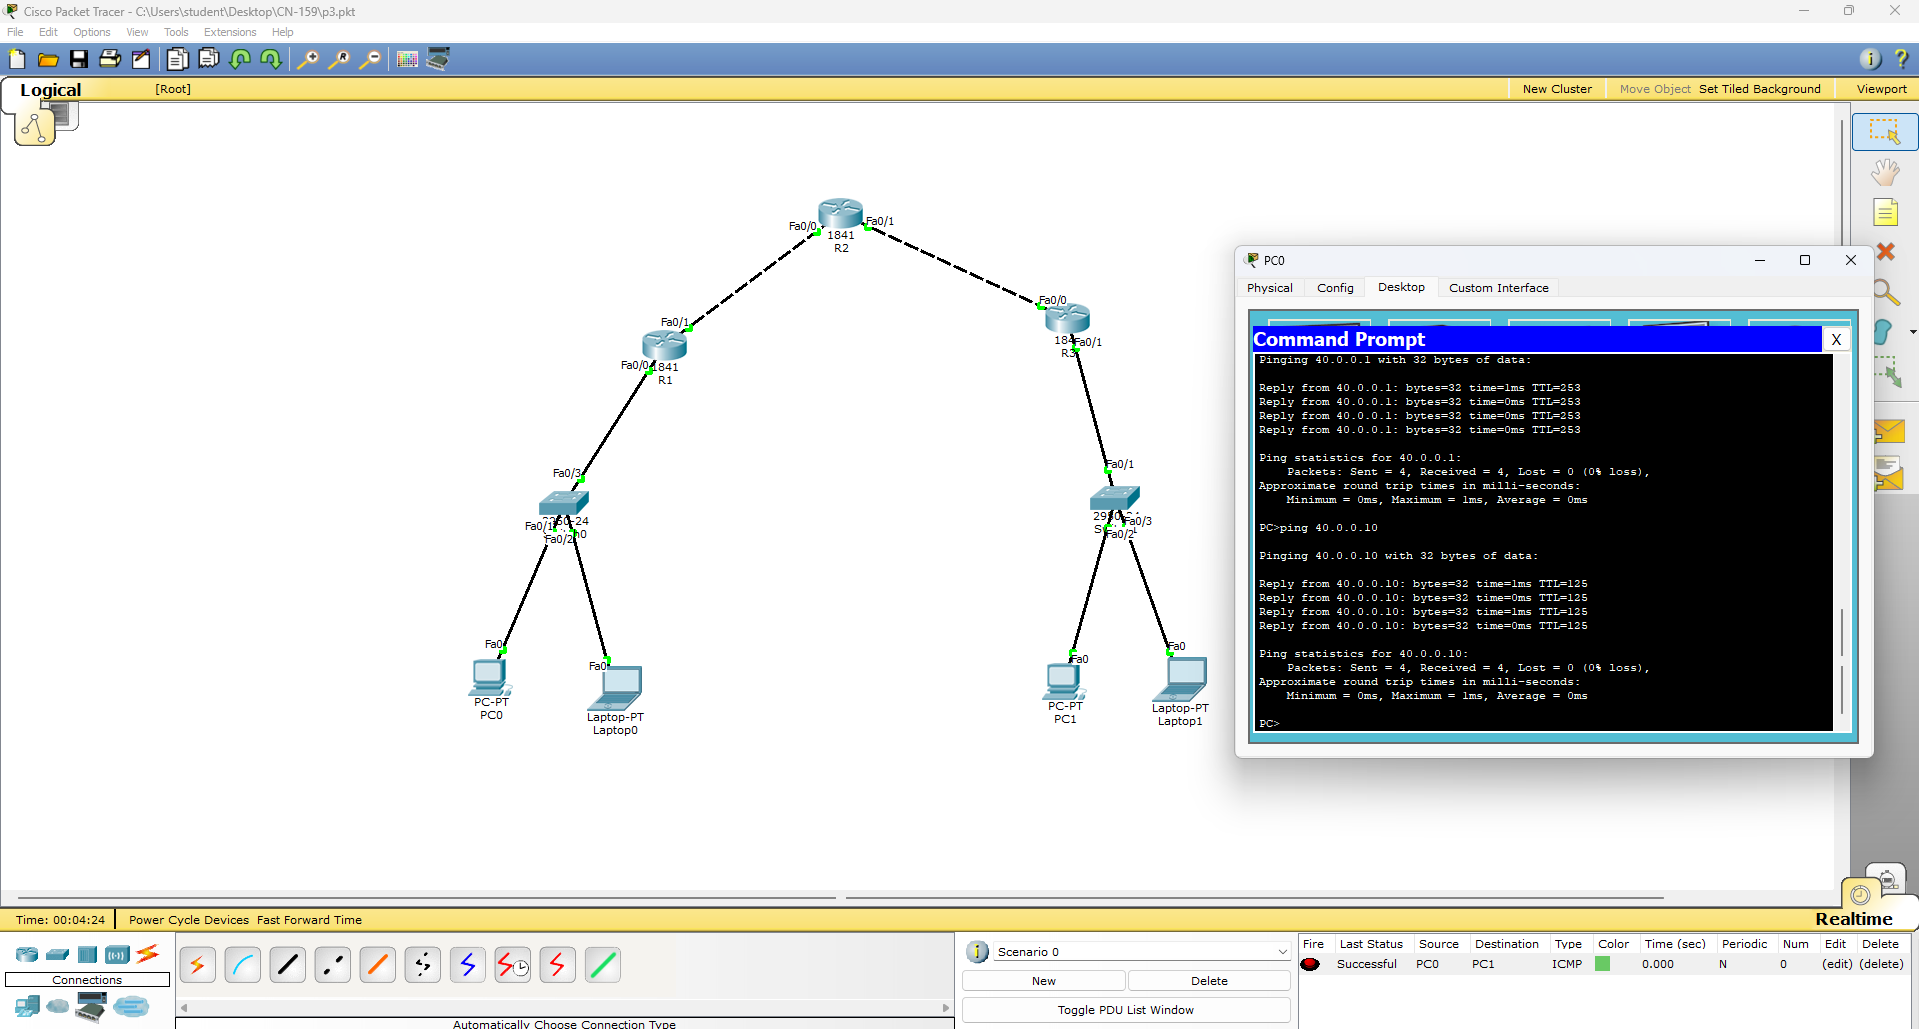 Cisco Packet Tracer - C:\Users\student\Desktop\CN-159\p3.pkt
File Edit Options View Tools Extensions Help
Logical [Root] New Cluster Move Object Set Tiled Background Viewport
Fa0/0 Fa0/1
1841
R2
Fa0/0
Fa0/1
Fa0/1
R3
Fa0/1
Fa0/0
1841
R1
Fa0/3
Fa0/1
Fa0/2
Fa0/1
Fa0/3
Fa0/2
Fa0
PC-PT
PC0
Fa0
Laptop-PT
Laptop0
Fa0
PC-PT
PC1
Fa0
Laptop-PT
Laptop1
PC0
Physical Config Desktop Custom Interface
Command Prompt X
Pinging 40.0.0.1 with 32 bytes of data:
Reply from 40.0.0.1: bytes=32 time=1ms TTL=253
Reply from 40.0.0.1: bytes=32 time=0ms TTL=253
Reply from 40.0.0.1: bytes=32 time=0ms TTL=253
Reply from 40.0.0.1: bytes=32 time=0ms TTL=253
Ping statistics for 40.0.0.1:
Packets: Sent = 4, Received = 4, Lost = 0 (0% loss),
Approximate round trip times in milli-seconds:
Minimum = 0ms, Maximum = 1ms, Average = 0ms
PC>ping 40.0.0.10
Pinging 40.0.0.10 with 32 bytes of data:
Reply from 40.0.0.10: bytes=32 time=1ms TTL=125
Reply from 40.0.0.10: bytes=32 time=0ms TTL=125
Reply from 40.0.0.10: bytes=32 time=1ms TTL=125
Reply from 40.0.0.10: bytes=32 time=0ms TTL=125
Ping statistics for 40.0.0.10:
Packets: Sent = 4, Received = 4, Lost = 0 (0% loss),
Approximate round trip times in milli-seconds:
Minimum = 0ms, Maximum = 1ms, Average = 0ms
PC>
Realtime
Time: 00:04:24 Power Cycle Devices Fast Forward Time
Connections
Automatically Choose Connection Type
Scenario 0
New Delete
Toggle PDU List Window
Fire Last Status Source Destination Type Color Time (sec) Periodic Num Edit Delete
Successful PC0 PC1 ICMP 0.000 N 0 (edit) (delete)